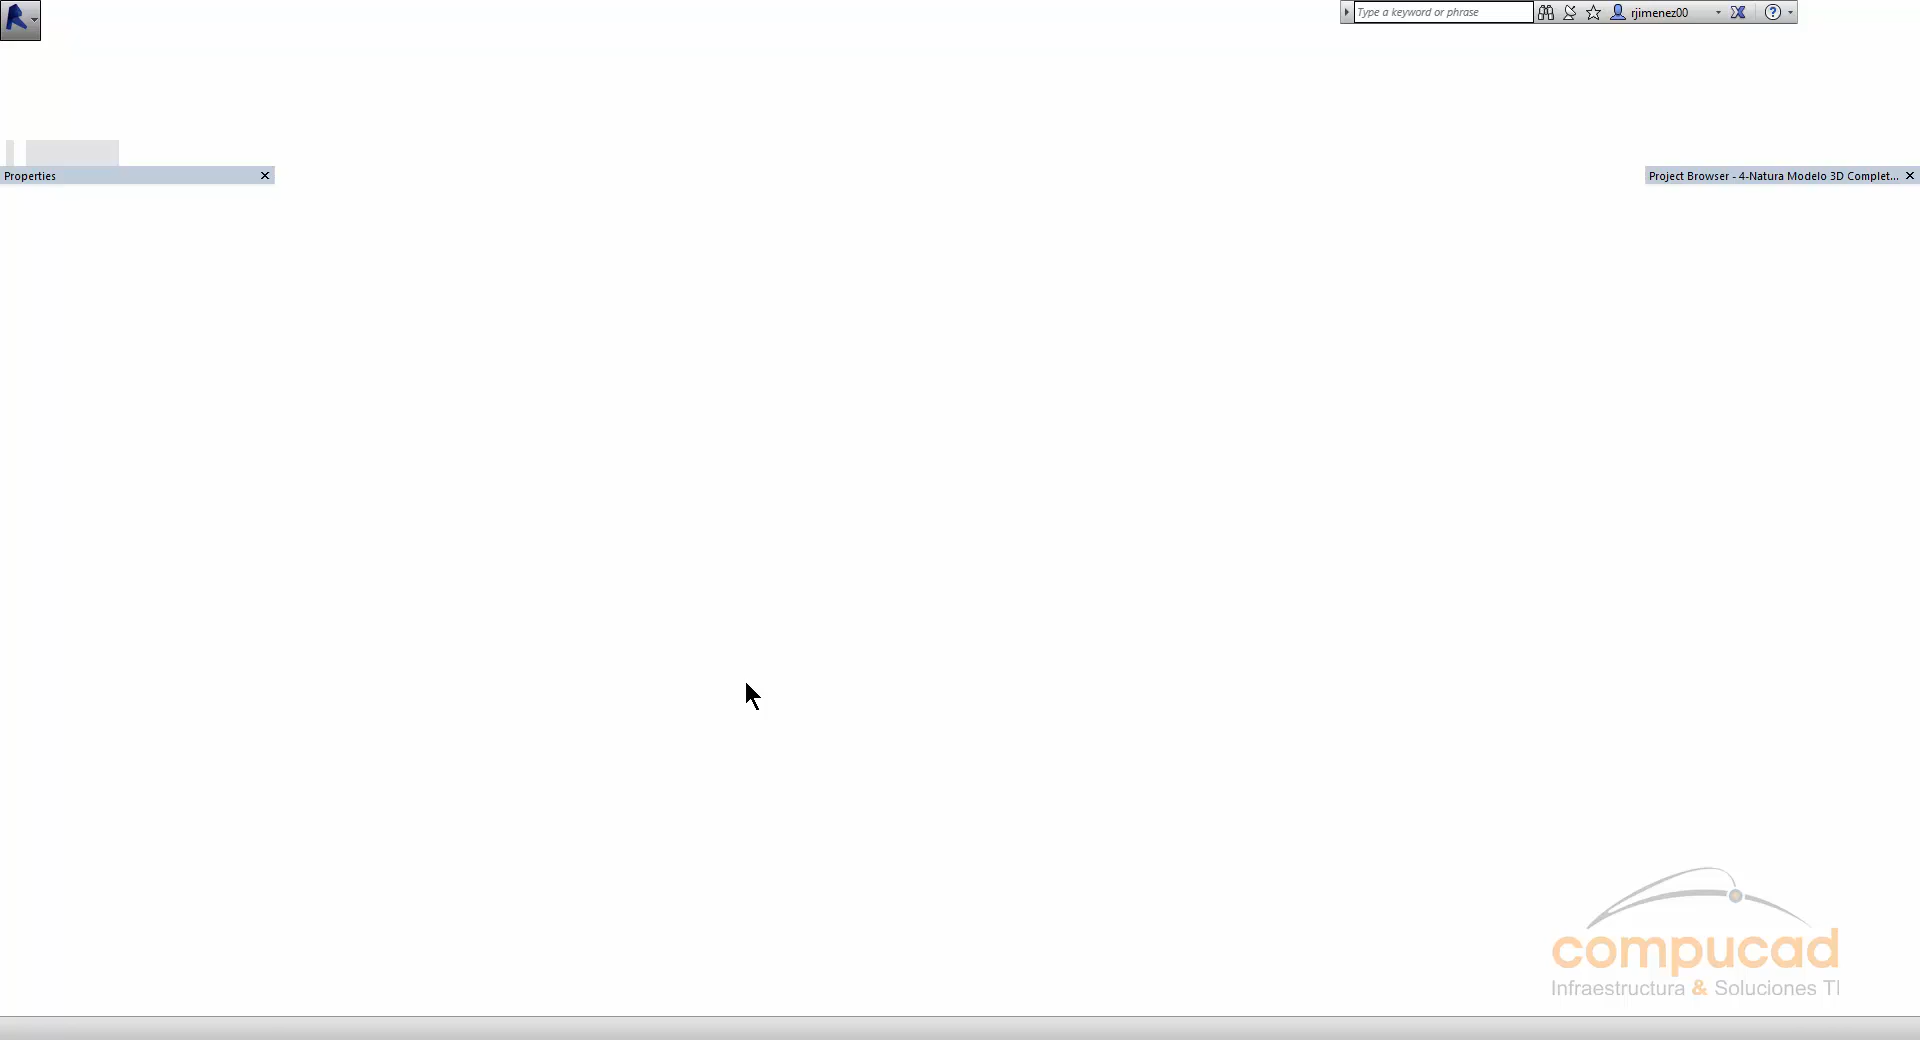 Type a keyword or phrase
rjimenez00
Properties
Project Browser - 4-Natura Modelo 3D Complet...
compucad
Infraestructura & Soluciones TI